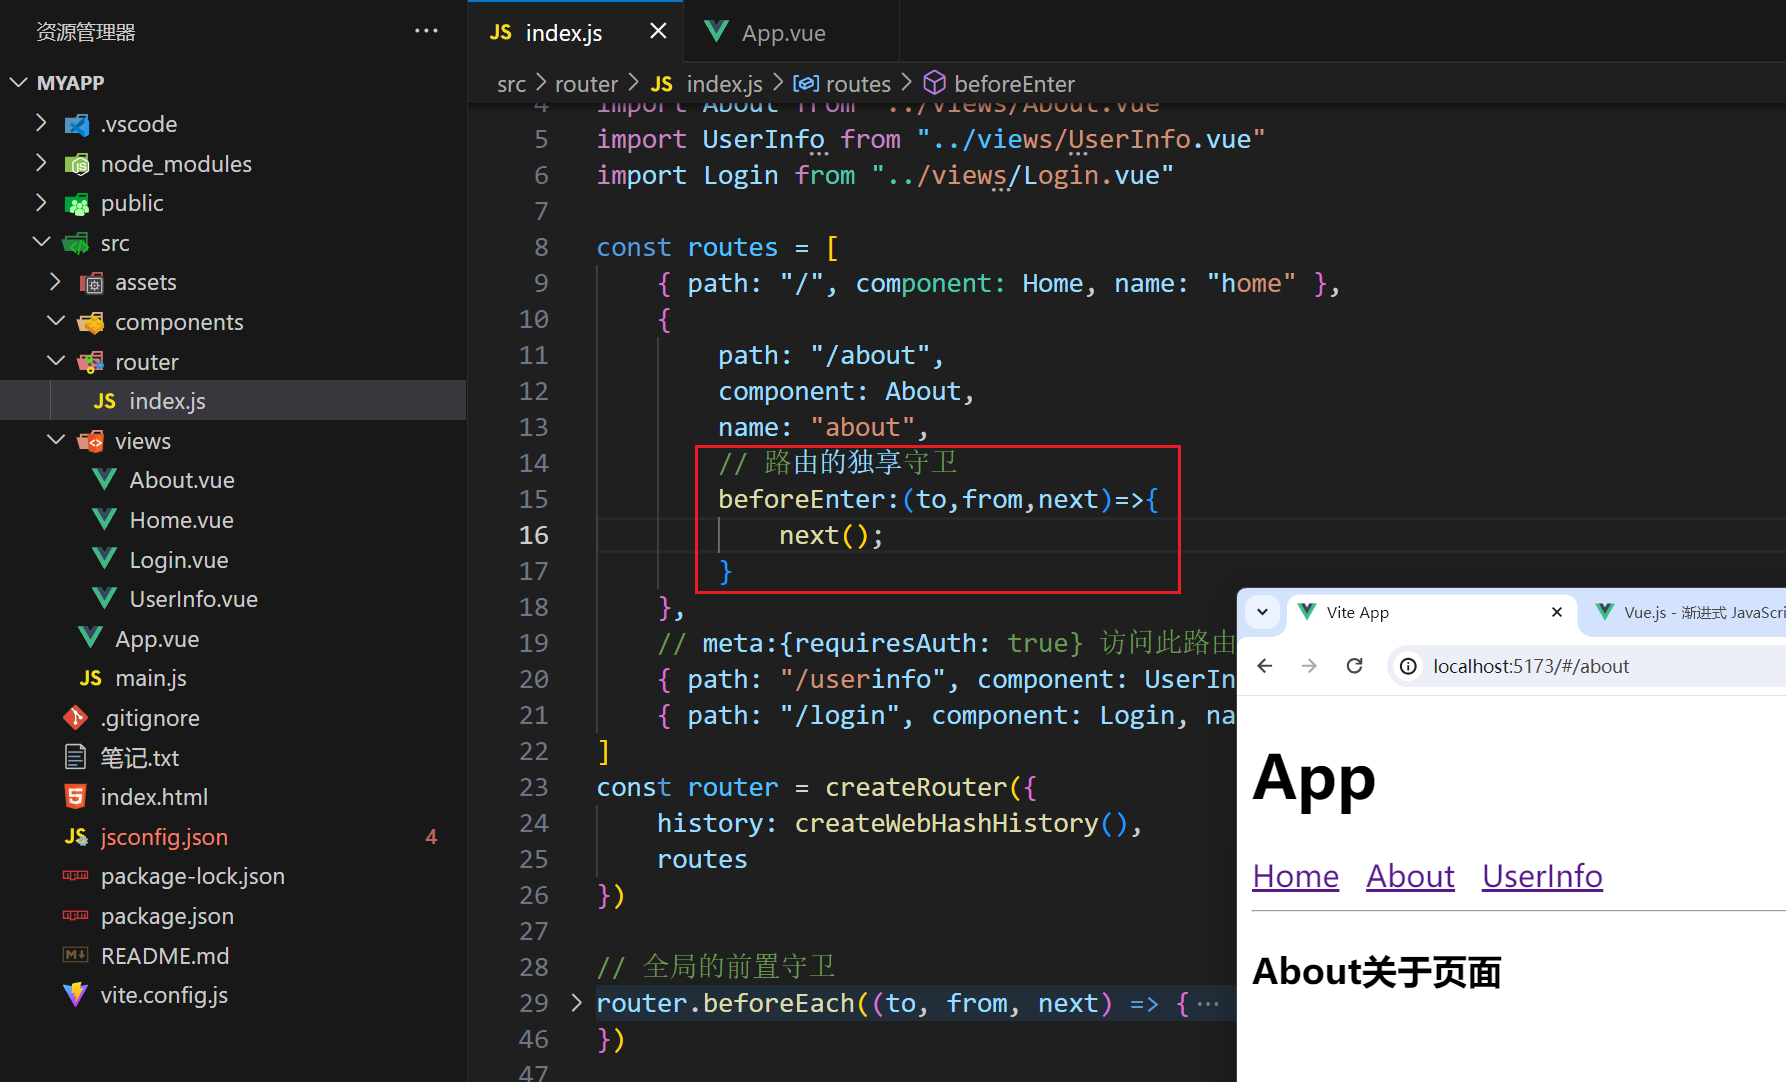 资源管理器
MYAPP
.vscode
node_modules
public
src
assets
components
router
JS index.js
views
About.vue
Home.vue
Login.vue
UserInfo.vue
App.vue
JS main.js
.gitignore
笔记.txt
index.html
JS jsconfig.json 4
package-lock.json
package.json
README.md
vite.config.js
JS index.js
App.vue
src > router > JS index.js > routes > beforeEnter
4 import About from "../views/About.vue"
5 import UserInfo from "../views/UserInfo.vue"
6 import Login from "../views/Login.vue"
7
8 const routes = [
9 { path: "/", component: Home, name: "home" },
10 {
11 path: "/about",
12 component: About,
13 name: "about",
14 // 路由的独享守卫
15 beforeEnter:(to,from,next)=>{
16 next();
17 }
18 },
19 // meta:{requiresAuth: true} 访问此路由
20 { path: "/userinfo", component: UserIn
21 { path: "/login", component: Login, na
22 ]
23 const router = createRouter({
24 history: createWebHashHistory(),
25 routes
26 })
27
28 // 全局的前置守卫
29 router.beforeEach((to, from, next) => {···
46 })
47
Vite App
Vue.js - 渐进式 JavaScri
localhost:5173/#/about
App
Home About UserInfo
About关于页面